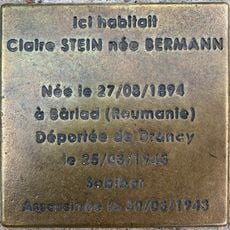 Ici habitait
Claire STEIN née BERMANN
Née le 27/08/1894
à Bârlad (Roumanie)
Déportée de Drancy
le 25/03/1943
Sobibor
Assassinée le 30/03/1943